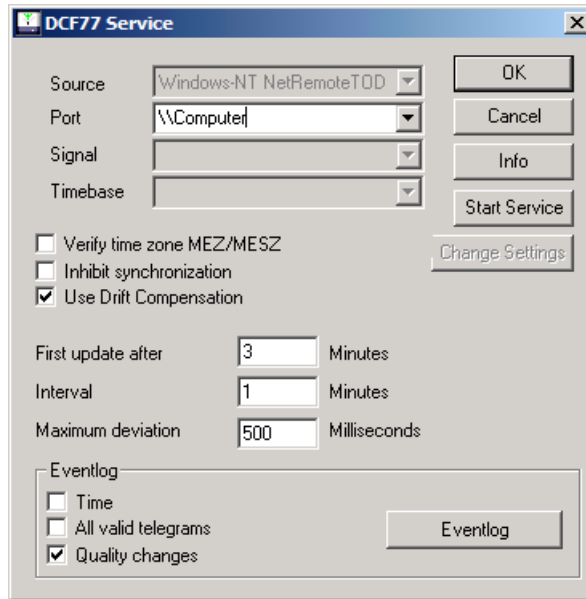 DCF77 Service
Source Windows-NT NetRemoteTOD OK
Port \\Computer Cancel
Signal Info
Timebase Start Service
Verify time zone MEZ/MESZ Change Settings
Inhibit synchronization
Use Drift Compensation
First update after 3 Minutes
Interval 1 Minutes
Maximum deviation 500 Milliseconds
Eventlog
Time
All valid telegrams Eventlog
Quality changes